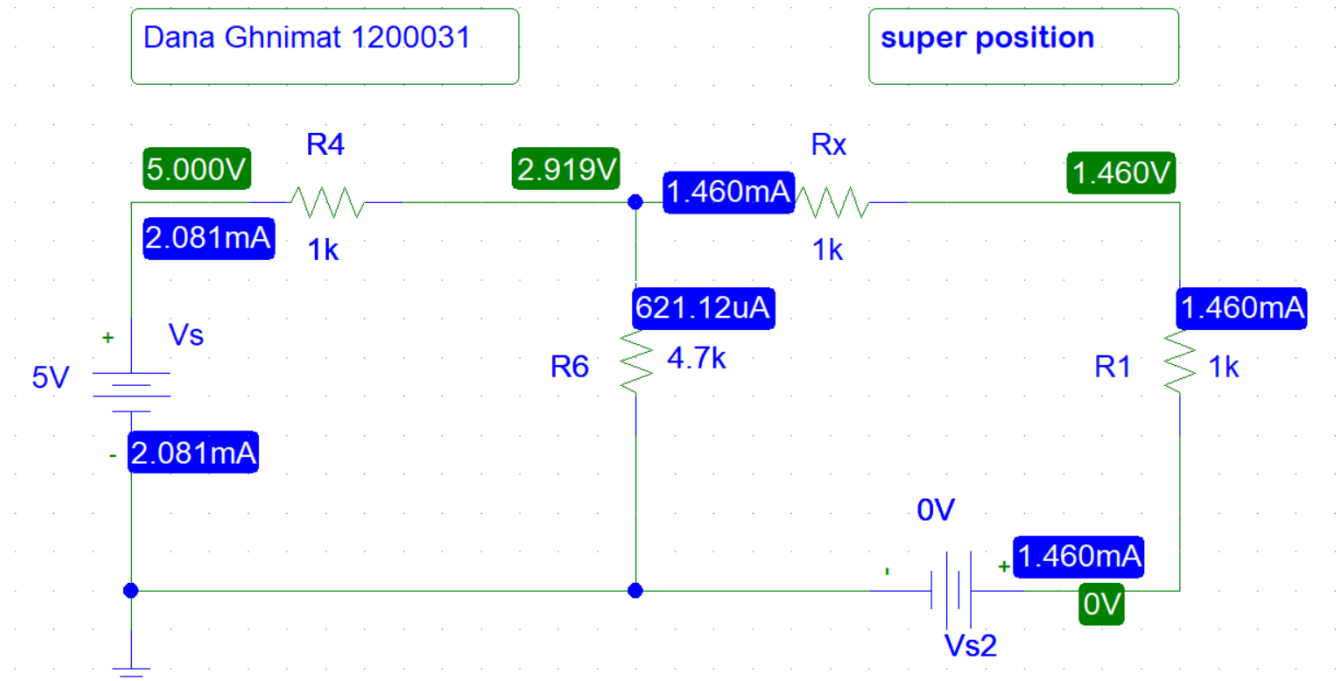 Dana Ghnimat 1200031
super position
R4
Rx
5.000V
2.919V
1.460mA
1.460V
2.081mA
1k
1k
621.12uA
1.460mA
+
Vs
5V
R6
4.7k
R1
1k
-
2.081mA
0V
-
+
1.460mA
0V
Vs2